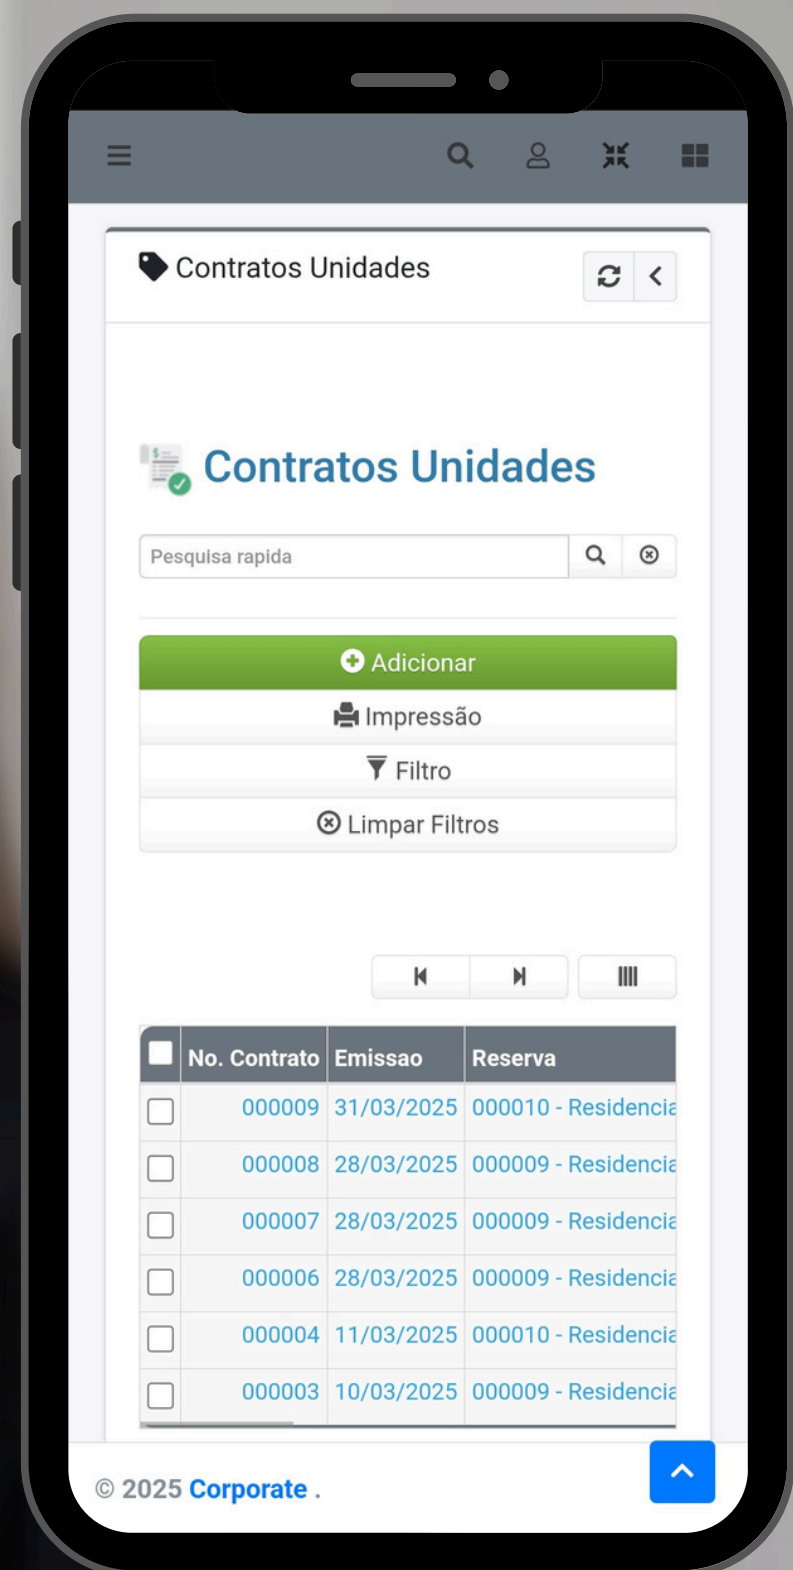 Contratos Unidades
Contratos Unidades
Pesquisa rapida
Adicionar
Impressão
Filtro
Limpar Filtros
No. Contrato Emissao Reserva
000009 31/03/2025 000010 - Residencia
000008 28/03/2025 000009 - Residencia
000007 28/03/2025 000009 - Residencia
000006 28/03/2025 000009 - Residencia
000004 11/03/2025 000010 - Residencia
000003 10/03/2025 000009 - Residencia
© 2025 Corporate .